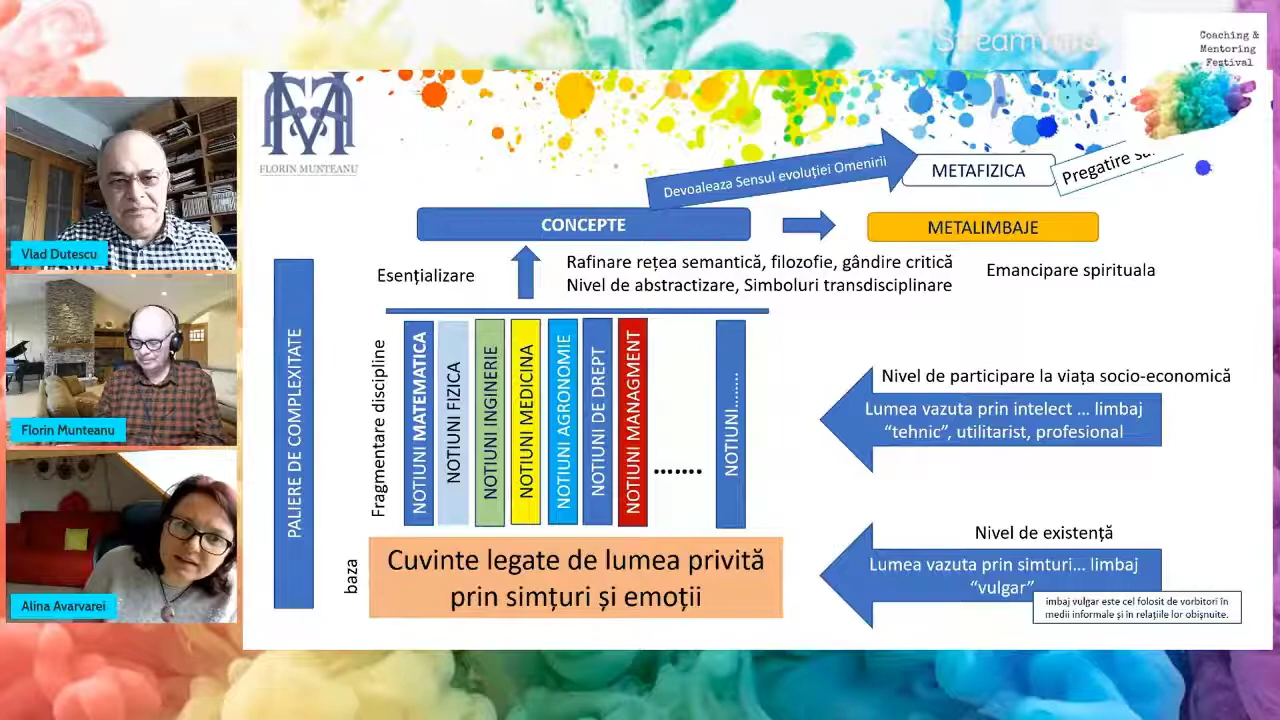 StreamYard
Coaching &
Mentoring
Festival
Vlad Dutescu
Florin Munteanu
Alina Avarvarei
FLORIN MUNTEANU
Devoaleaza Sensul evoluției Omenirii
METAFIZICA
Pregatire
CONCEPTE
METALIMBAJE
Esențializare
Rafinare rețea semantică, filozofie, gândire critică
Nivel de abstractizare, Simboluri transdisciplinare
Emancipare spirituala
PALIERE DE COMPLEXITATE
Fragmentare discipline
NOTIUNI MATEMATICA
NOTIUNI FIZICA
NOTIUNI INGINERIE
NOTIUNI MEDICINA
NOTIUNI AGRONOMIE
NOTIUNI DE DREPT
NOTIUNI MANAGMENT
.......
NOTIUNI........
Nivel de participare la viața socio-economică
Lumea vazuta prin intelect ... limbaj
“tehnic”, utilitarist, profesional
baza
Cuvinte legate de lumea privită
prin simțuri și emoții
Nivel de existență
Lumea vazuta prin simturi... limbaj
“vulgar”
imbaj vulgar este cel folosit de vorbitori în
medii informale și în relațiile lor obișnuite.